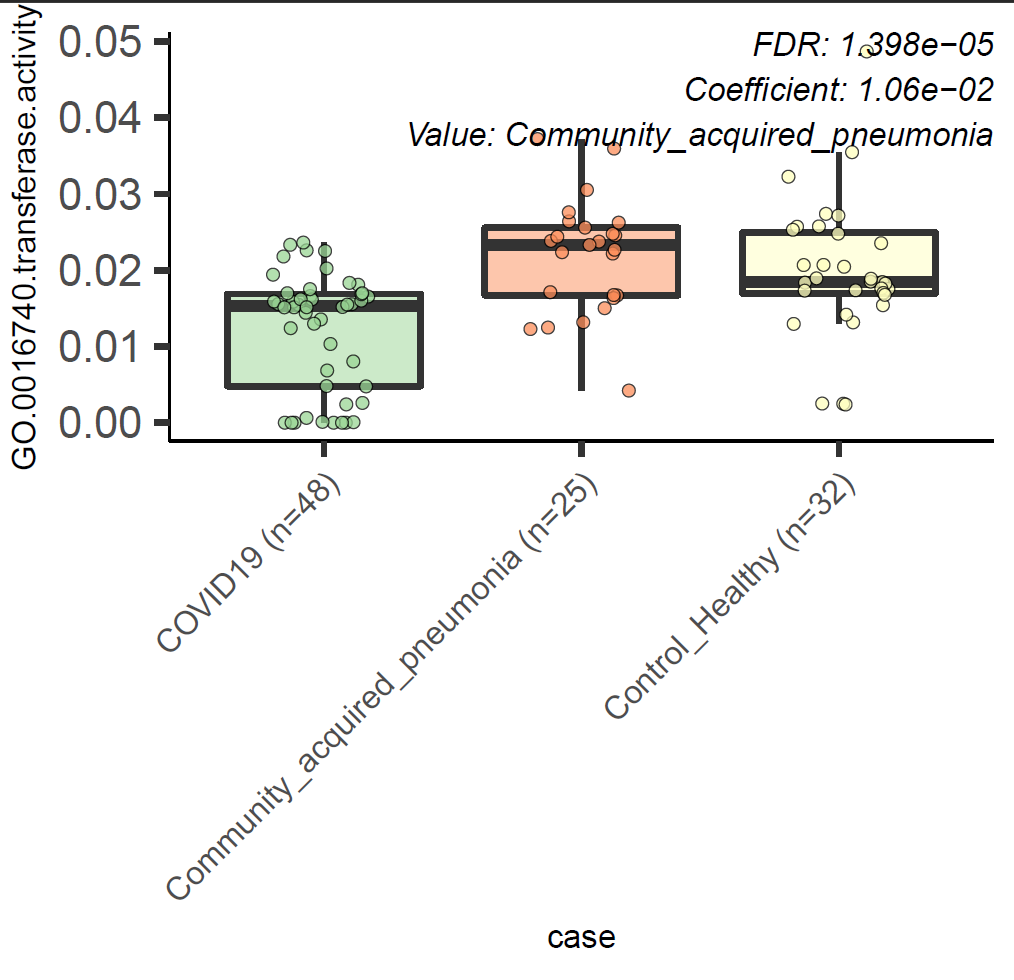 GO.0016740.transferase.activity
0.05
0.04
0.03
0.02
0.01
0.00
FDR: 1.398e−05
Coefficient: 1.06e−02
Value: Community_acquired_pneumonia
COVID19 (n=48)
Community_acquired_pneumonia (n=25)
Control_Healthy (n=32)
case